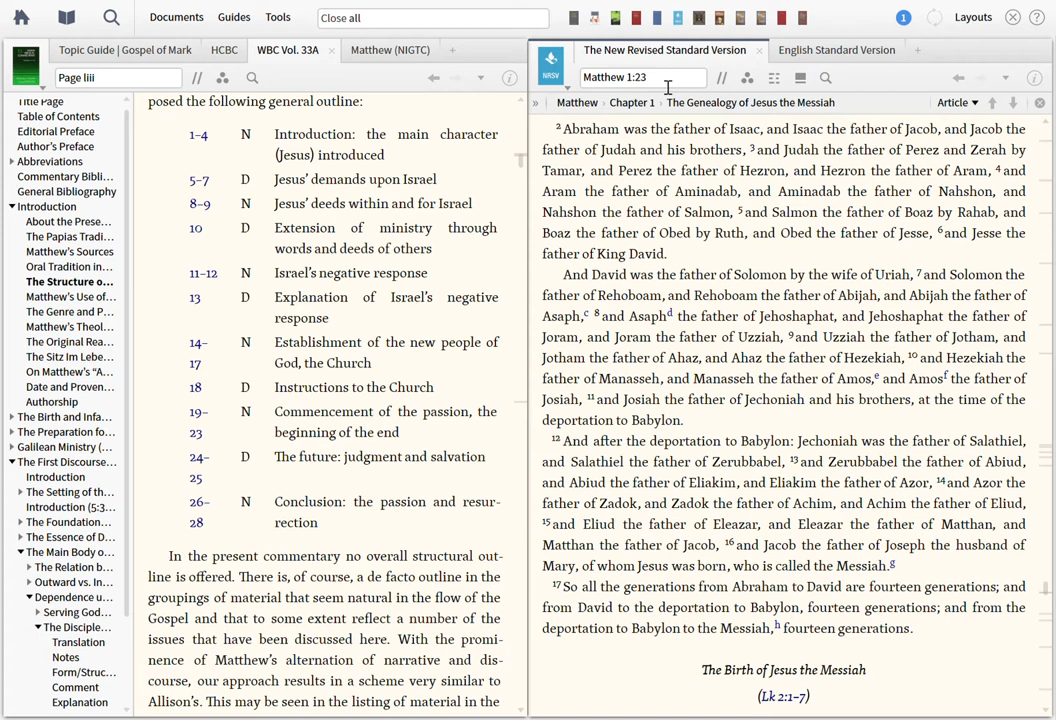 Documents Guides Tools Close all 1 Layouts
Topic Guide | Gospel of Mark HCBC WBC Vol. 33A Matthew (NIGTC)
Page liii
Title Page
Table of Contents
Editorial Preface
Author's Preface
Abbreviations
Commentary Bibli...
General Bibliography
Introduction
About the Prese...
The Papias Tradi...
Matthew's Sources
Oral Tradition in...
The Structure o...
Matthew's Use of...
The Genre and P...
Matthew's Theol...
The Original Rea...
The Sitz Im Lebe...
On Matthew's "A...
Date and Proven...
Authorship
The Birth and Infa...
The Preparation fo...
Galilean Ministry (...
The First Discourse...
Introduction
The Setting of th...
Introduction (5:3...
The Foundation...
The Essence of D...
The Main Body o...
The Relation b...
Outward vs. In...
Dependence u...
Serving God...
The Disciple...
Translation
Notes
Form/Struc...
Comment
Explanation
posed the following general outline:
1–4 N Introduction: the main character
(Jesus) introduced
5–7 D Jesus' demands upon Israel
8–9 N Jesus' deeds within and for Israel
10 D Extension of ministry through
words and deeds of others
11–12 N Israel's negative response
13 D Explanation of Israel's negative
response
14– N Establishment of the new people of
17 God, the Church
18 D Instructions to the Church
19– N Commencement of the passion, the
23 beginning of the end
24– D The future: judgment and salvation
25
26– N Conclusion: the passion and resur-
28 rection
In the present commentary no overall structural out-
line is offered. There is, of course, a de facto outline in the
groupings of material that seem natural in the flow of the
Gospel and that to some extent reflect a number of the
issues that have been discussed here. With the promi-
nence of Matthew's alternation of narrative and dis-
course, our approach results in a scheme very similar to
Allison's. This may be seen in the listing of material in the
NRSV
The New Revised Standard Version English Standard Version
Matthew 1:23
Matthew › Chapter 1 › The Genealogy of Jesus the Messiah Article
2 Abraham was the father of Isaac, and Isaac the father of Jacob, and Jacob the
father of Judah and his brothers, 3 and Judah the father of Perez and Zerah by
Tamar, and Perez the father of Hezron, and Hezron the father of Aram, 4 and
Aram the father of Aminadab, and Aminadab the father of Nahshon, and
Nahshon the father of Salmon, 5 and Salmon the father of Boaz by Rahab, and
Boaz the father of Obed by Ruth, and Obed the father of Jesse, 6 and Jesse the
father of King David.
And David was the father of Solomon by the wife of Uriah, 7 and Solomon the
father of Rehoboam, and Rehoboam the father of Abijah, and Abijah the father of
Asaph,c 8 and Asaphd the father of Jehoshaphat, and Jehoshaphat the father of
Joram, and Joram the father of Uzziah, 9 and Uzziah the father of Jotham, and
Jotham the father of Ahaz, and Ahaz the father of Hezekiah, 10 and Hezekiah the
father of Manasseh, and Manasseh the father of Amos,e and Amosf the father of
Josiah, 11 and Josiah the father of Jechoniah and his brothers, at the time of the
deportation to Babylon.
12 And after the deportation to Babylon: Jechoniah was the father of Salathiel,
and Salathiel the father of Zerubbabel, 13 and Zerubbabel the father of Abiud,
and Abiud the father of Eliakim, and Eliakim the father of Azor, 14 and Azor the
father of Zadok, and Zadok the father of Achim, and Achim the father of Eliud,
15 and Eliud the father of Eleazar, and Eleazar the father of Matthan, and
Matthan the father of Jacob, 16 and Jacob the father of Joseph the husband of
Mary, of whom Jesus was born, who is called the Messiah.g
17 So all the generations from Abraham to David are fourteen generations; and
from David to the deportation to Babylon, fourteen generations; and from the
deportation to Babylon to the Messiah,h fourteen generations.
The Birth of Jesus the Messiah
(Lk 2:1–7)